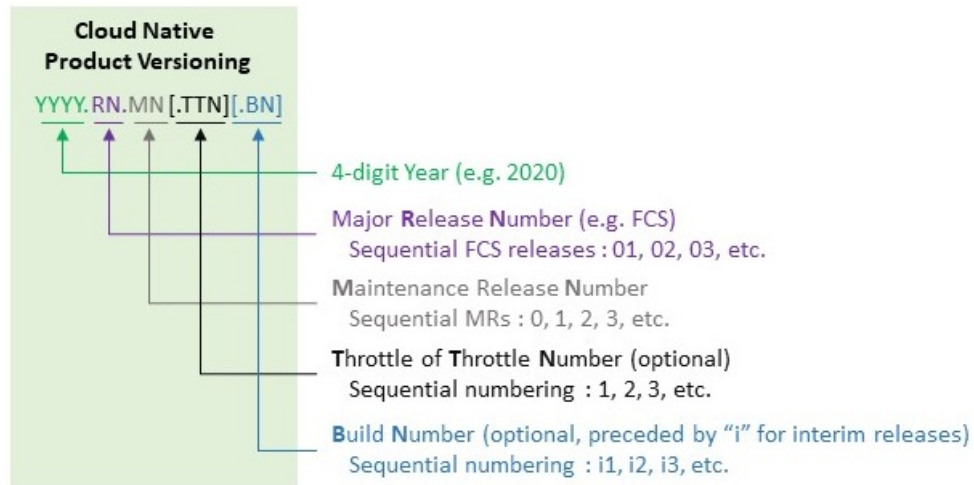 Cloud Native
Product Versioning
YYYY.RN.MN[.TTN][.BN]
4-digit Year (e.g. 2020)
Major Release Number (e.g. FCS)
Sequential FCS releases : 01, 02, 03, etc.
Maintenance Release Number
Sequential MRs : 0, 1, 2, 3, etc.
Throttle of Throttle Number (optional)
Sequential numbering : 1, 2, 3, etc.
Build Number (optional, preceded by “i” for interim releases)
Sequential numbering : i1, i2, i3, etc.